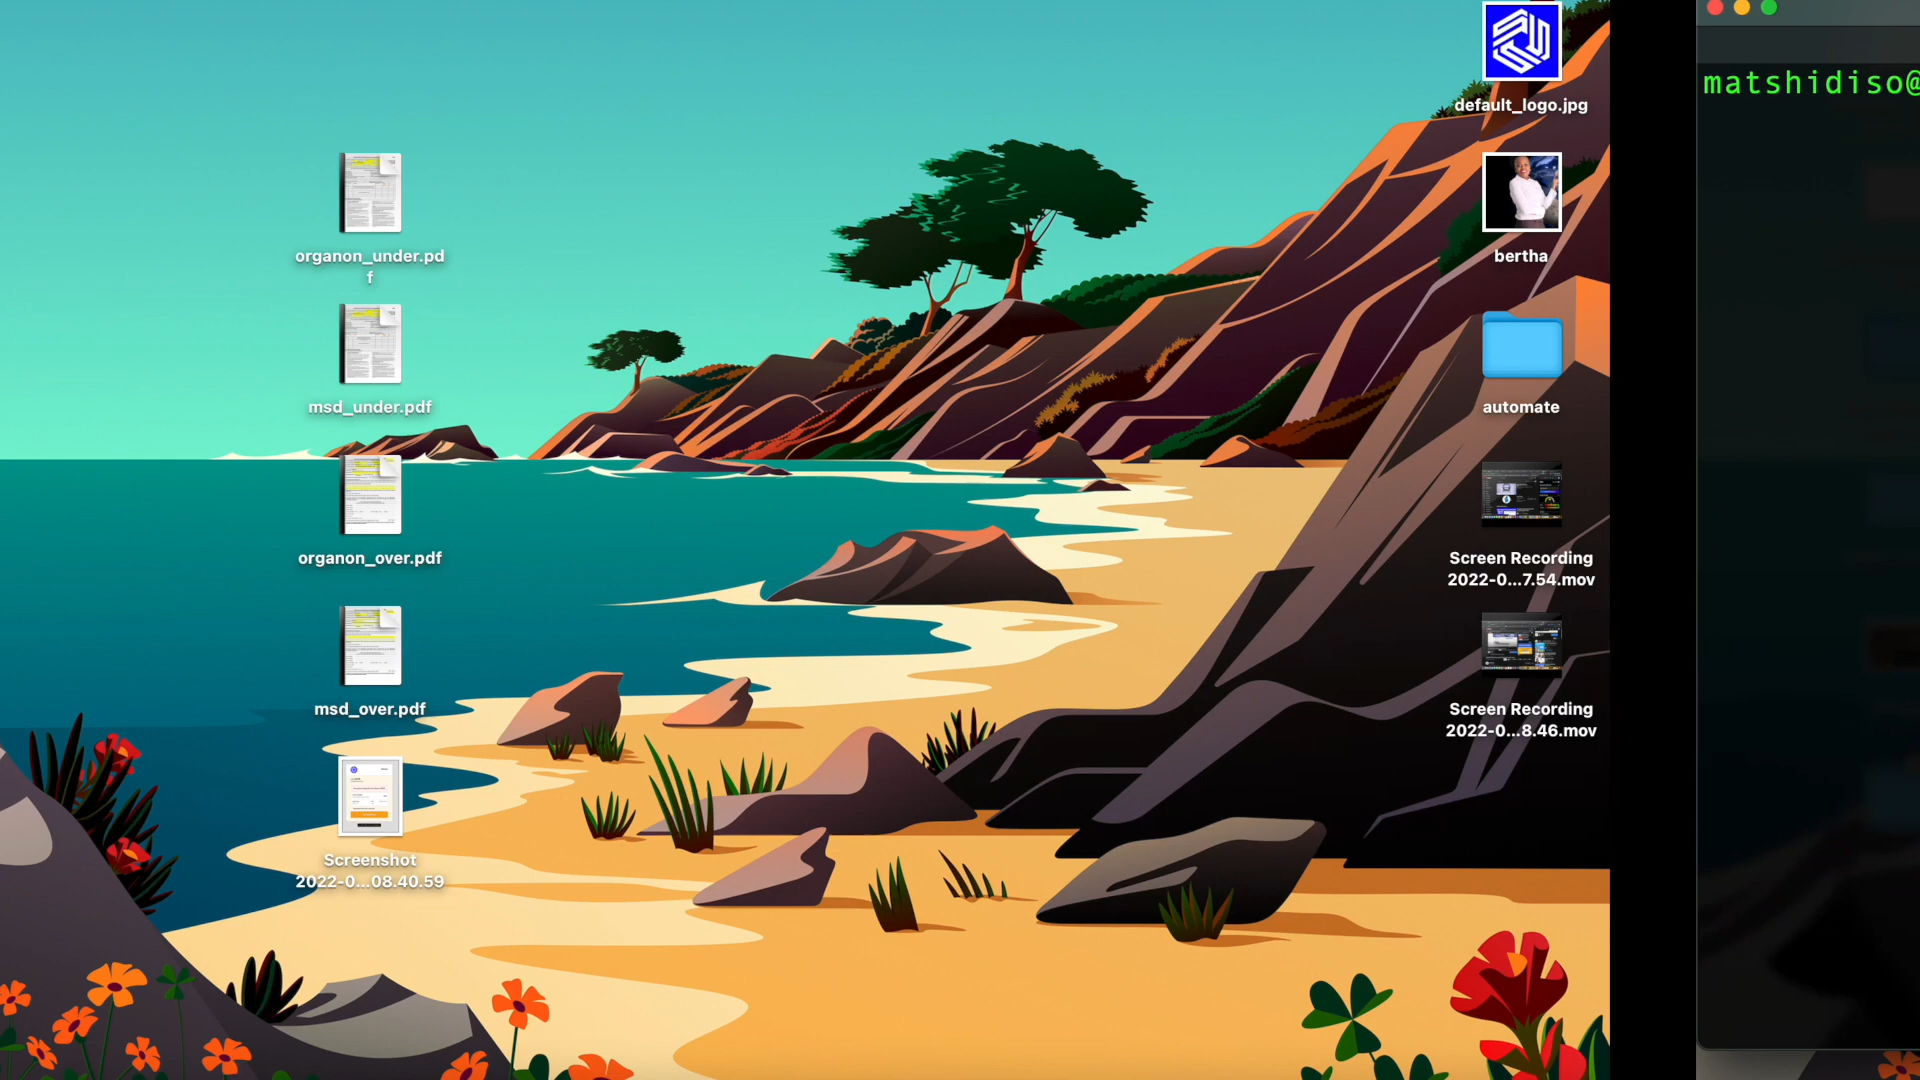 default_logo.jpg
matshidiso@
organon_under.pd
f
bertha
msd_under.pdf
automate
organon_over.pdf
Screen Recording
2022-0...7.54.mov
msd_over.pdf
Screen Recording
2022-0...8.46.mov
Screenshot
2022-0...08.40.59